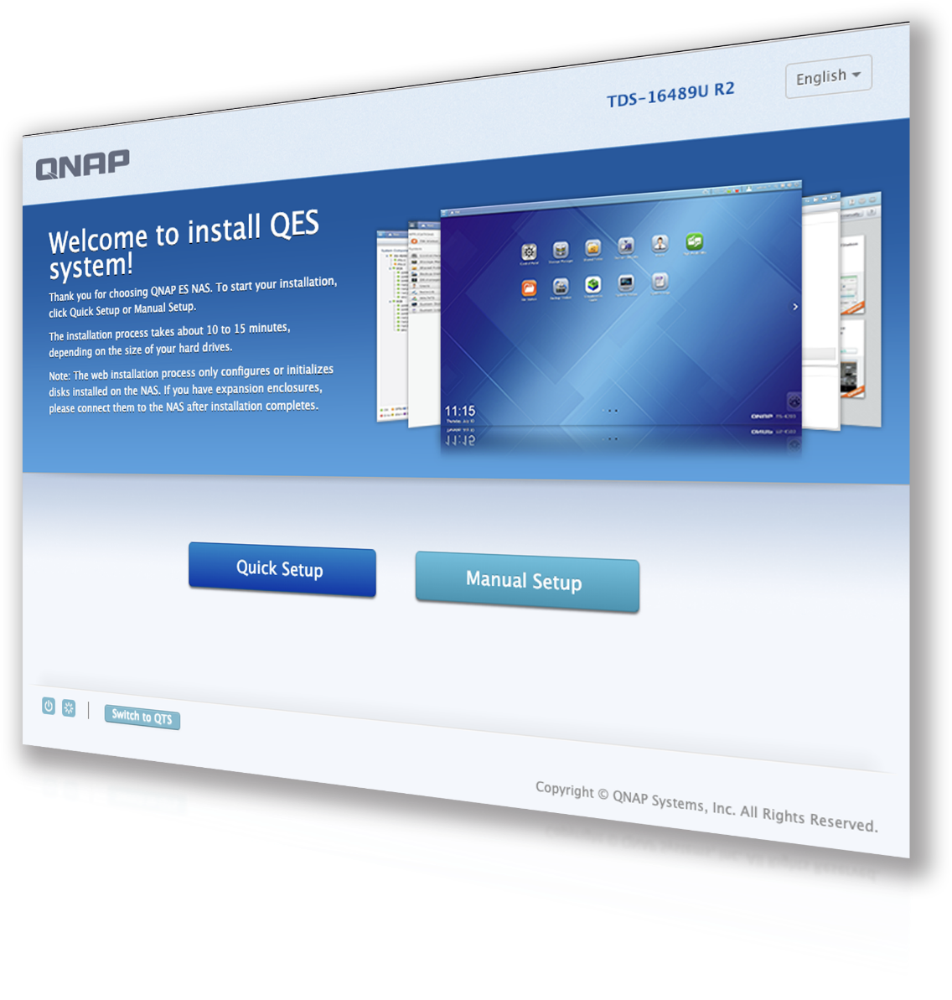 TDS-16489U R2
English
QNAP
Welcome to install QES
system!
Thank you for choosing QNAP ES NAS. To start your installation,
click Quick Setup or Manual Setup.
The installation process takes about 10 to 15 minutes,
depending on the size of your hard drives.
Note: The web installation process only configures or initializes
disks installed on the NAS. If you have expansion enclosures,
please connect them to the NAS after installation completes.
11:15
QNAP
Quick Setup
Manual Setup
Switch to QTS
Copyright © QNAP Systems, Inc. All Rights Reserved.